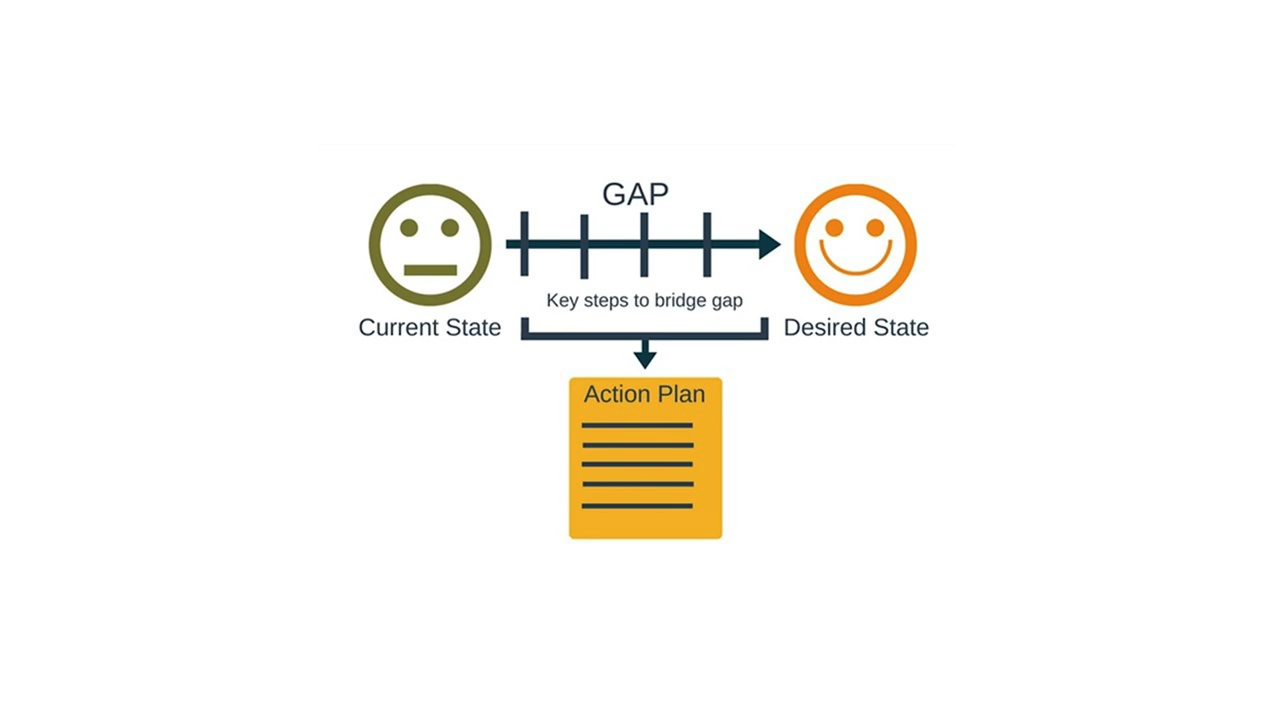 GAP
Key steps to bridge gap
Current State
Desired State
Action Plan